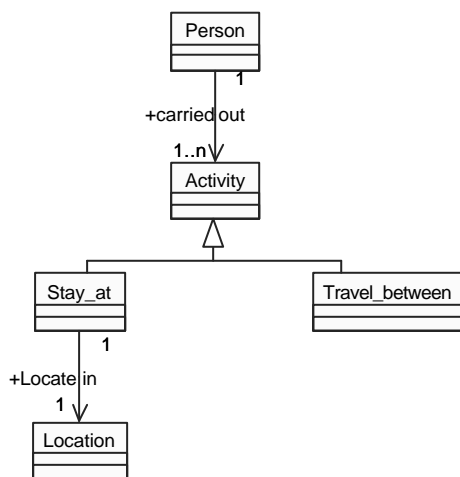 Person
1
+carried out
1..n
Activity
Stay_at
Travel_between
1
+Locate in
1
Location